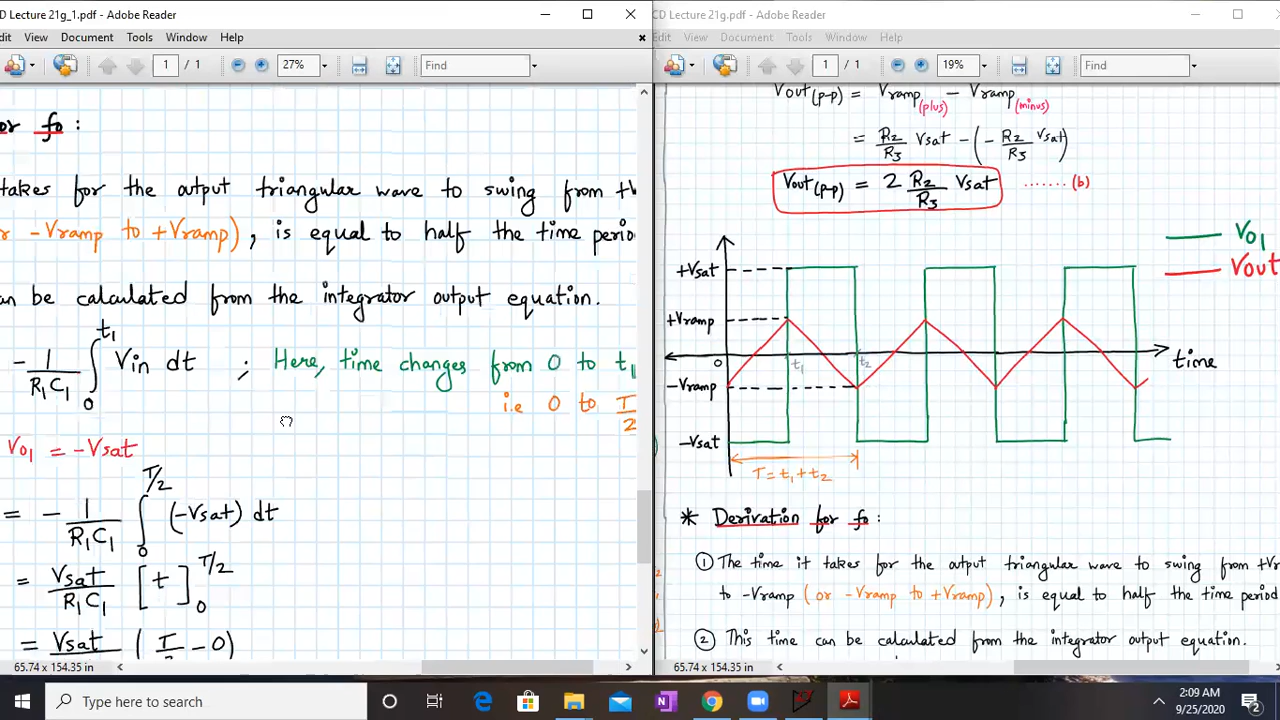 CD Lecture 21g_1.pdf - Adobe Reader
dit View Document Tools Window Help
1 / 1 27% Find
or fo :
takes for the output triangular wave to swing from +V
or -Vramp to +Vramp), is equal to half the time perio
can be calculated from the integrator output equation.
- 1/R1C1 ∫0^t1 Vin dt ; Here, time changes from 0 to t1
i.e 0 to T/2
Vo1 = -Vsat
= - 1/R1C1 ∫0^T/2 (-Vsat) dt
= Vsat/R1C1 [t]0^T/2
= Vsat (T - 0)
65.74 x 154.35 in
CD Lecture 21g.pdf - Adobe Reader
Edit View Document Tools Window Help
1 / 1 19% Find
Vout(p-p) = Vramp(plus) - Vramp(minus)
= R2/R3 Vsat - (- R2/R3 Vsat)
Vout(p-p) = 2 R2/R3 Vsat ....... (b)
Vo1
Vout
+Vsat
+Vramp
0
-Vramp
-Vsat
t1 t2
time
T = t1 + t2
* Derivation for fo :
① The time it takes for the output triangular wave to swing from +Vr
to -Vramp (or -Vramp to +Vramp), is equal to half the time period
② This time can be calculated from the integrator output equation.
65.74 x 154.35 in
Type here to search
2:09 AM
9/25/2020
2